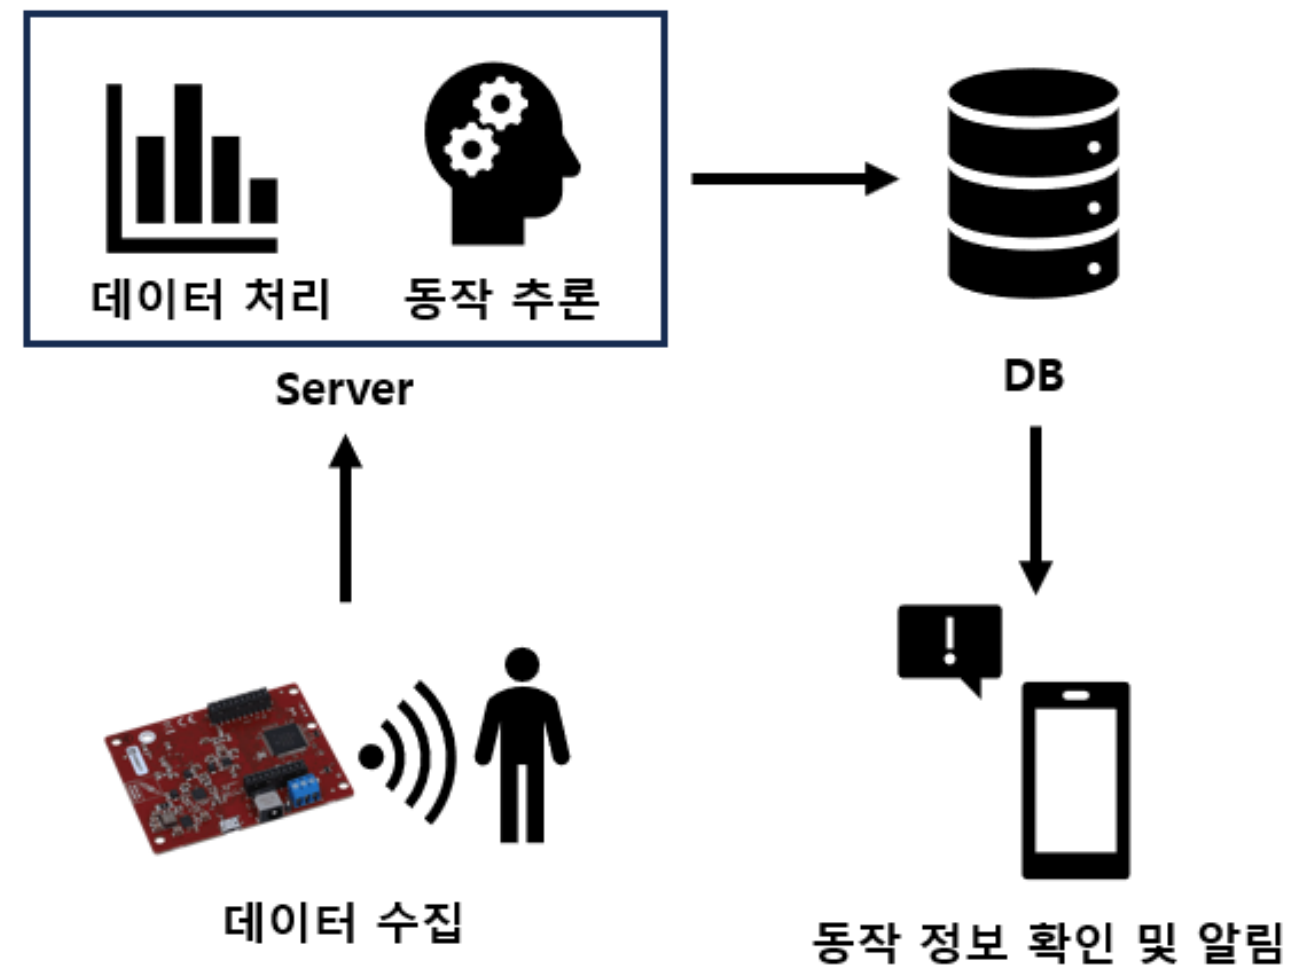 데이터 처리
동작 추론
Server
DB
데이터 수집
동작 정보 확인 및 알림